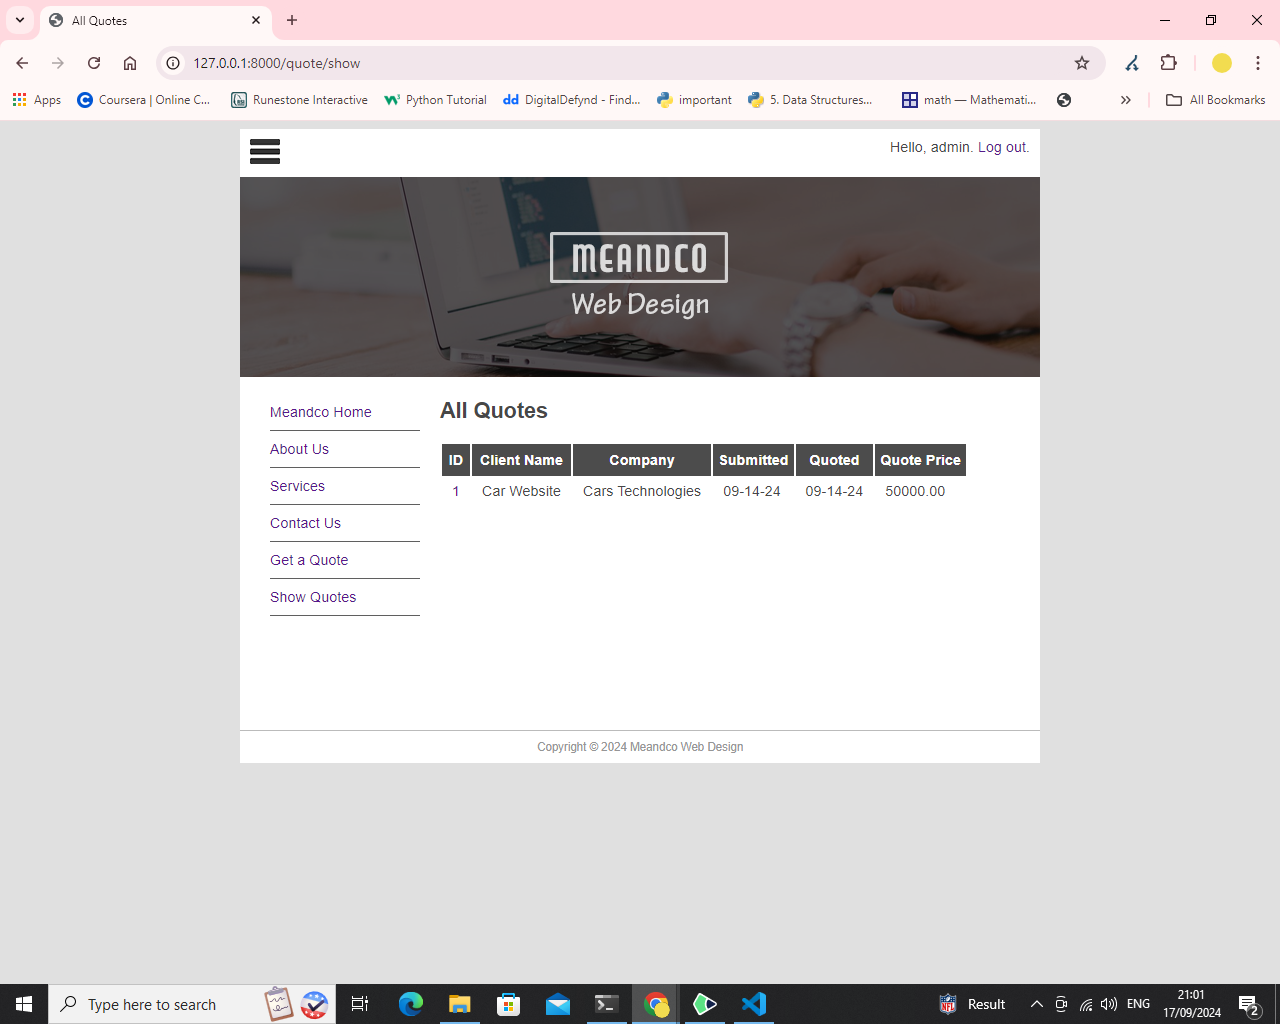 All Quotes
127.0.0.1:8000/quote/show
Apps
Coursera | Online C...
Runestone Interactive
Python Tutorial
DigitalDefynd - Find...
important
5. Data Structures...
math — Mathemati...
All Bookmarks
Hello, admin. Log out.
MEANDCO
Web Design
Meandco Home
About Us
Services
Contact Us
Get a Quote
Show Quotes
All Quotes
ID Client Name Company Submitted Quoted Quote Price
1 Car Website Cars Technologies 09-14-24 09-14-24 50000.00
Copyright © 2024 Meandco Web Design
Type here to search
Result
ENG
21:01
17/09/2024
2